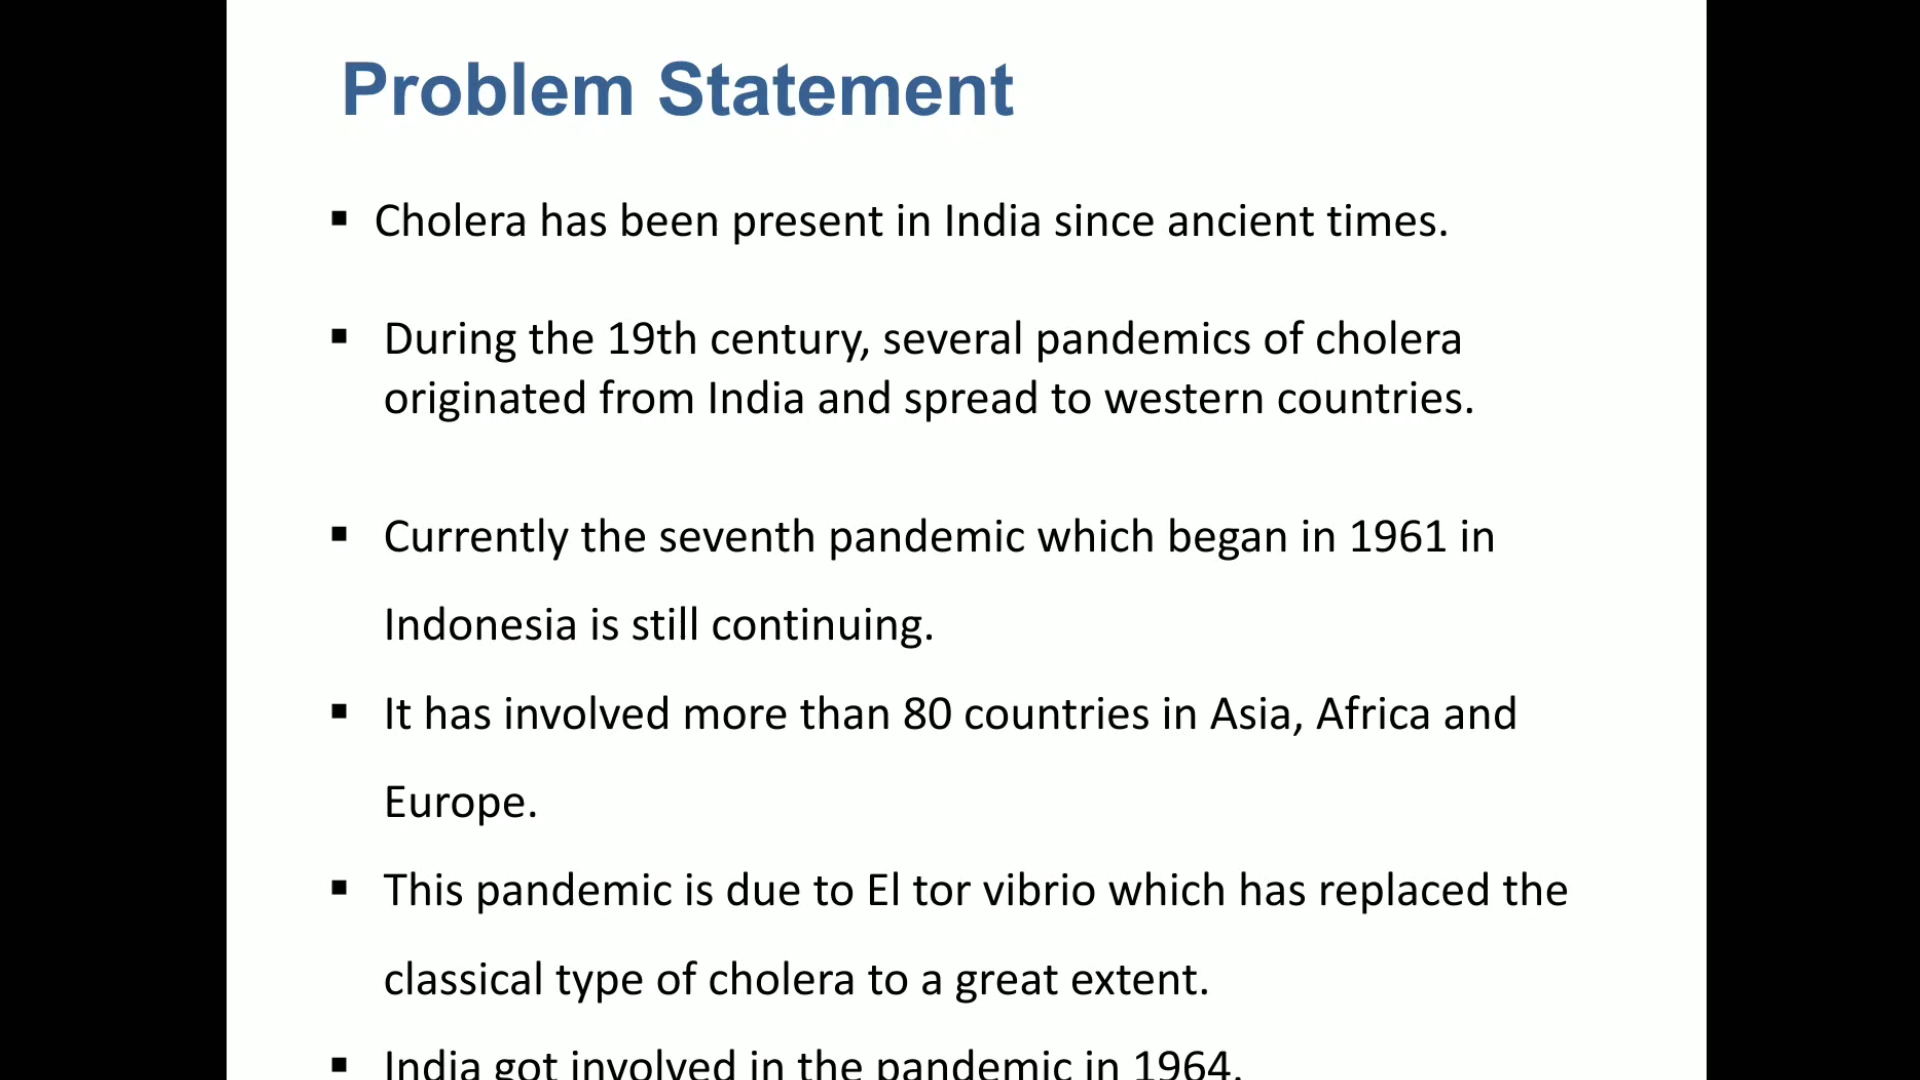 Problem Statement
▪ Cholera has been present in India since ancient times.
▪ During the 19th century, several pandemics of cholera
originated from India and spread to western countries.
▪ Currently the seventh pandemic which began in 1961 in
Indonesia is still continuing.
▪ It has involved more than 80 countries in Asia, Africa and
Europe.
▪ This pandemic is due to El tor vibrio which has replaced the
classical type of cholera to a great extent.
▪ India got involved in the pandemic in 1964.